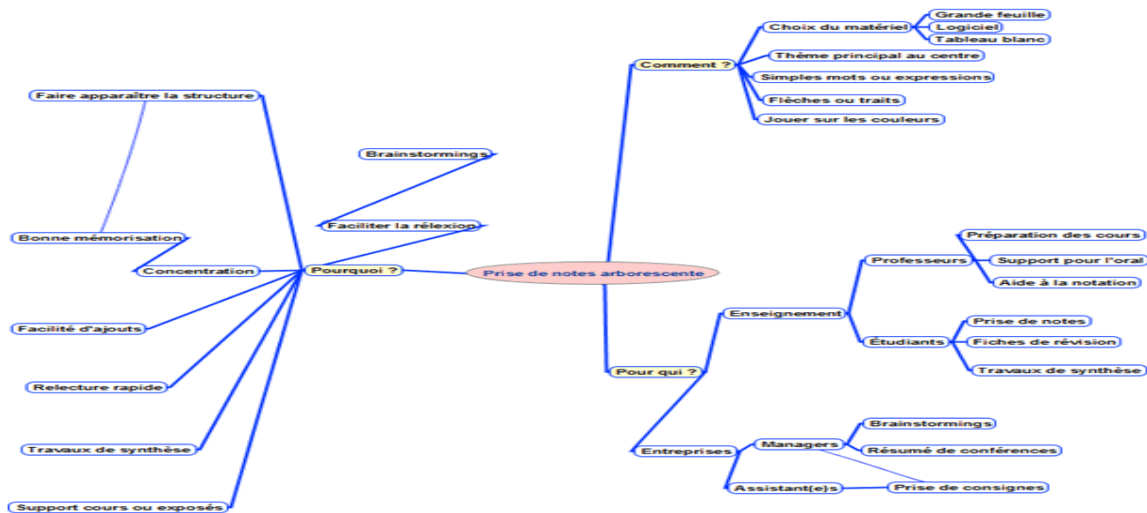 Prise de notes arborescente
Comment ?
Choix du matériel
Grande feuille
Logiciel
Tableau blanc
Thème principal au centre
Simples mots ou expressions
Flèches ou traits
Jouer sur les couleurs
Pour qui ?
Enseignement
Professeurs
Préparation des cours
Support pour l'oral
Aide à la notation
Étudiants
Prise de notes
Fiches de révision
Travaux de synthèse
Entreprises
Managers
Brainstormings
Résumé de conférences
Assistant(e)s
Prise de consignes
Pourquoi ?
Faire apparaître la structure
Brainstormings
Faciliter la rélexion
Bonne mémorisation
Concentration
Facilité d'ajouts
Relecture rapide
Travaux de synthèse
Support cours ou exposés